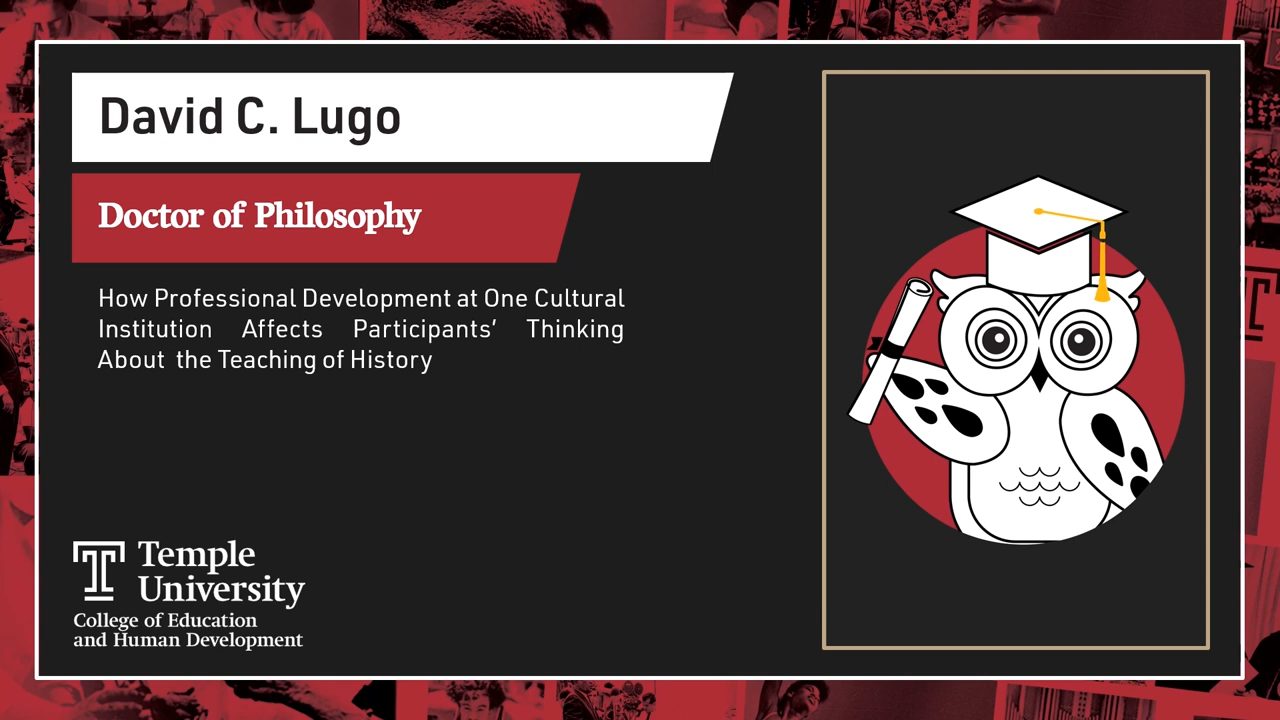 David C. Lugo
Doctor of Philosophy
How Professional Development at One Cultural
Institution Affects Participants’ Thinking
About the Teaching of History
Temple
University
College of Education
and Human Development